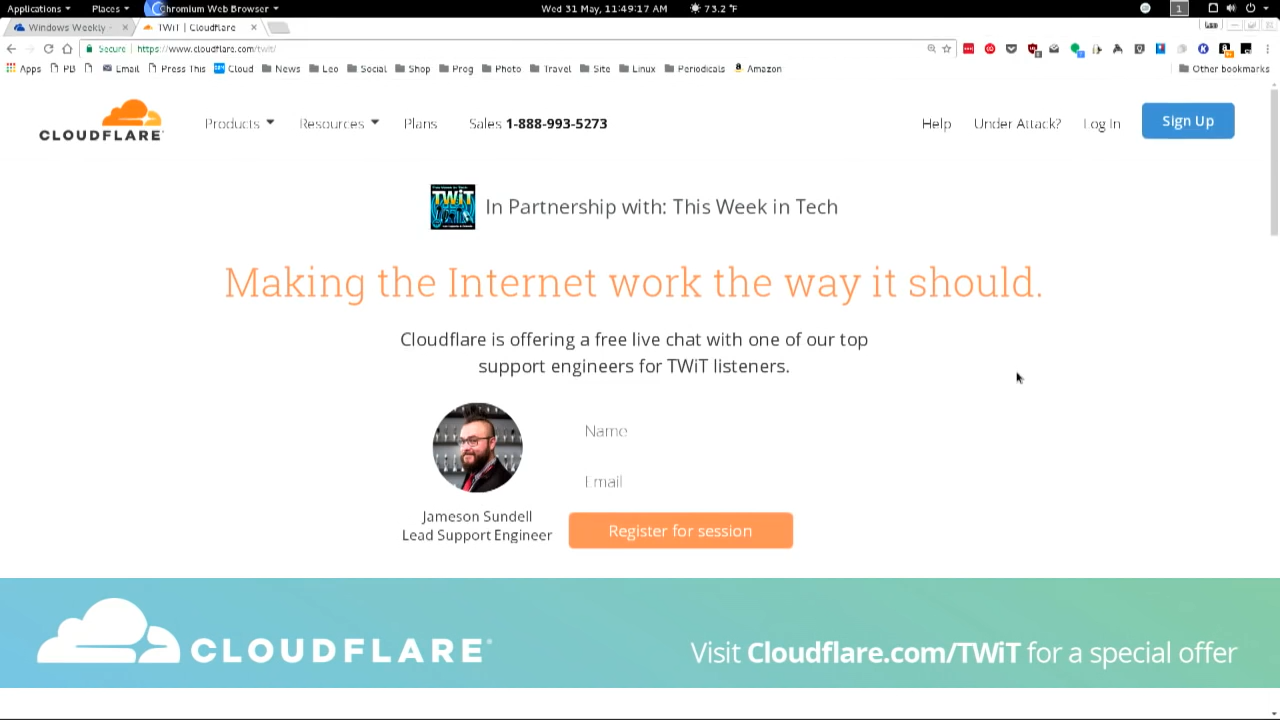 Applications Places Chromium Web Browser Wed 31 May, 11:49:17 AM 73.2 °F 1
Windows Weekly - × TWiT | Cloudflare ×
Secure https://www.cloudflare.com/twit/
Apps PB Email Press This Cloud News Leo Social Shop Prog Photo Travel Site Linux Periodicals Amazon Other bookmarks
CLOUDFLARE Products Resources Plans Sales 1-888-993-5273 Help Under Attack? Log In Sign Up
TWiT In Partnership with: This Week in Tech
Making the Internet work the way it should.
Cloudflare is offering a free live chat with one of our top
support engineers for TWiT listeners.
Name
Email
Jameson Sundell
Lead Support Engineer
Register for session
CLOUDFLARE® Visit Cloudflare.com/TWiT for a special offer